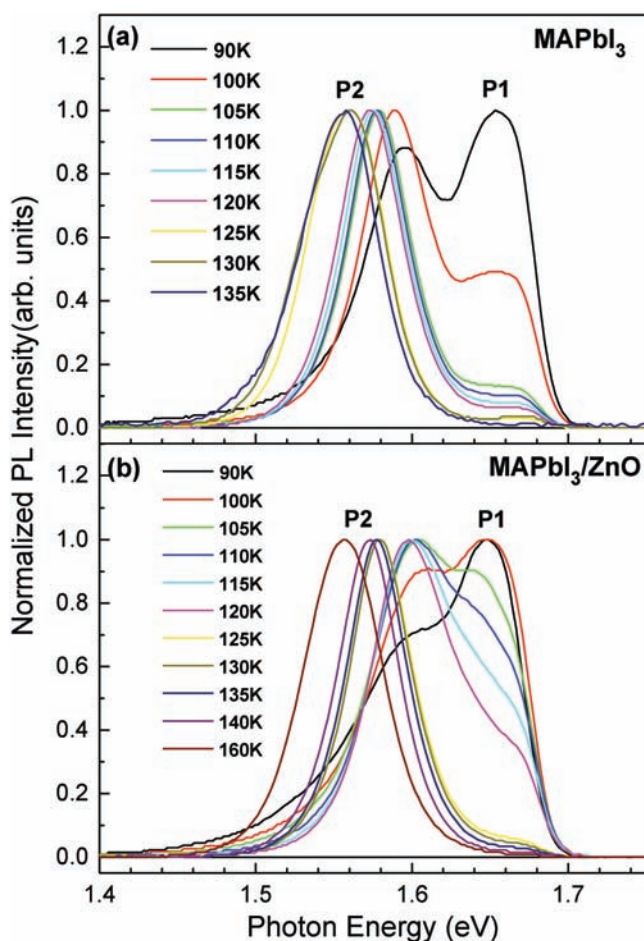 (a)
MAPbI3
90K
100K
105K
110K
115K
120K
125K
130K
135K
P2
P1
1.2
1.0
0.8
0.6
0.4
0.2
0.0
Normalized PL Intensity(arb. units)
(b)
MAPbI3/ZnO
90K
100K
105K
110K
115K
120K
125K
130K
135K
140K
160K
P2
P1
1.2
1.0
0.8
0.6
0.4
0.2
0.0
1.4 1.5 1.6 1.7
Photon Energy (eV)